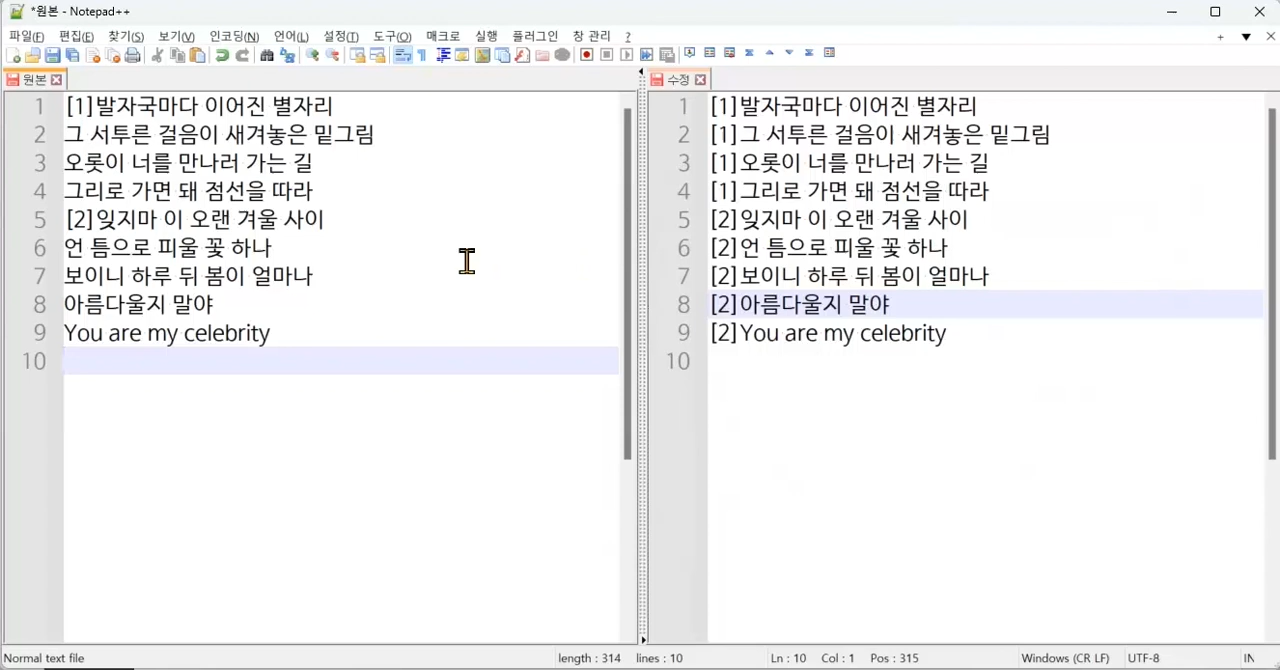 *원본 - Notepad++
파일(F) 편집(E) 찾기(S) 보기(V) 인코딩(N) 언어(L) 설정(T) 도구(O) 매크로 실행 플러그인 창 관리 ?
원본
1 [1]발자국마다 이어진 별자리
2 그 서투른 걸음이 새겨놓은 밑그림
3 오롯이 너를 만나러 가는 길
4 그리로 가면 돼 점선을 따라
5 [2]잊지마 이 오랜 겨울 사이
6 언 틈으로 피울 꽃 하나
7 보이니 하루 뒤 봄이 얼마나
8 아름다울지 말야
9 You are my celebrity
10
수정
1 [1]발자국마다 이어진 별자리
2 [1]그 서투른 걸음이 새겨놓은 밑그림
3 [1]오롯이 너를 만나러 가는 길
4 [1]그리로 가면 돼 점선을 따라
5 [2]잊지마 이 오랜 겨울 사이
6 [2]언 틈으로 피울 꽃 하나
7 [2]보이니 하루 뒤 봄이 얼마나
8 [2]아름다울지 말야
9 [2]You are my celebrity
10
Normal text file length : 314 lines : 10 Ln : 10 Col : 1 Pos : 315 Windows (CR LF) UTF-8 IN